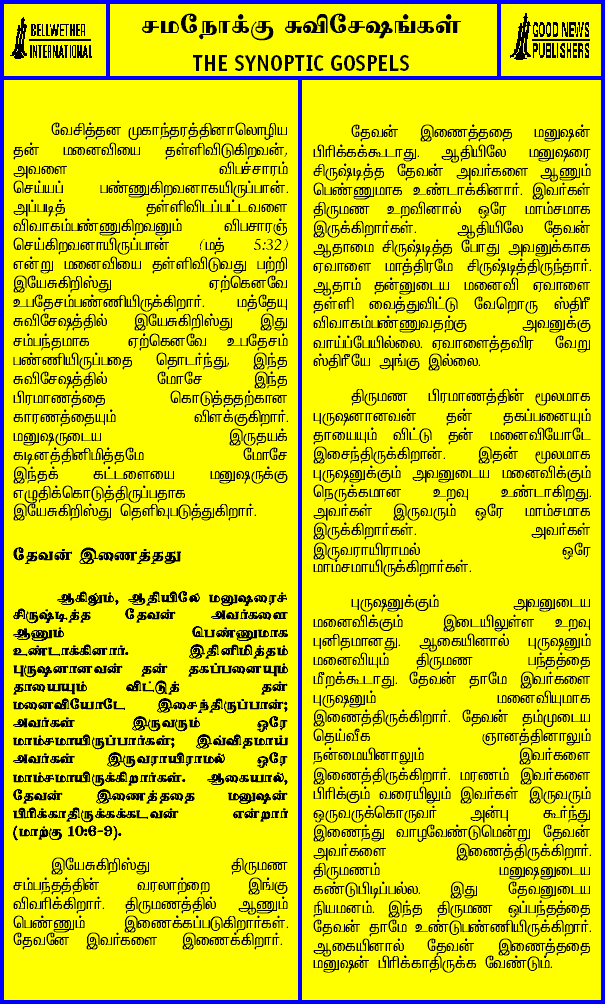 BELLWETHER
INTERNATIONAL
சமநோக்கு சுவிசேஷங்கள்
THE SYNOPTIC GOSPELS
GOOD NEWS
PUBLISHERS
வேசித்தன முகாந்தரத்தினாலொழிய
தன் மனைவியை தள்ளிவிடுகிறவன்,
அவளை விபச்சாரம்
செய்யப் பண்ணுகிறவனாகயிருப்பான்.
அப்படித் தள்ளிவிடப்பட்டவளை
விவாகம்பண்ணுகிறவனும் விபசாரஞ்
செய்கிறவனாயிருப்பான் (மத் 5:32)
என்று மனைவியை தள்ளிவிடுவது பற்றி
இயேசுகிறிஸ்து ஏற்கெனவே
உபதேசம்பண்ணியிருக்கிறார். மத்தேயு
சுவிசேஷத்தில் இயேசுகிறிஸ்து இது
சம்பந்தமாக ஏற்கெனவே உபதேசம்
பண்ணியிருப்பதை தொடர்ந்து, இந்த
சுவிசேஷத்தில் மோசே இந்த
பிரமாணத்தை கொடுத்ததற்கான
காரணத்தையும் விளக்குகிறார்.
மனுஷருடைய இருதயக்
கடினத்தினிமித்தமே மோசே
இந்தக் கட்டளையை மனுஷருக்கு
எழுதிக்கொடுத்திருப்பதாக
இயேசுகிறிஸ்து தெளிவுபடுத்துகிறார்.
தேவன் இணைத்தது
ஆகிலும், ஆதியிலே மனுஷரைச்
சிருஷ்டித்த தேவன் அவர்களை
ஆணும் பெண்ணுமாக
உண்டாக்கினார். இதினிமித்தம்
புருஷனானவன் தன் தகப்பனையும்
தாயையும் விட்டுத் தன்
மனைவியோடே இசைந்திருப்பான்;
அவர்கள் இருவரும் ஒரே
மாம்சமாயிருப்பார்கள்; இவ்விதமாய்
அவர்கள் இருவராயிராமல் ஒரே
மாம்சமாயிருக்கிறார்கள். ஆகையால்,
தேவன் இணைத்ததை மனுஷன்
பிரிக்காதிருக்கக்கடவன் என்றார்
(மாற்கு 10:6-9).
இயேசுகிறிஸ்து திருமண
சம்பந்தத்தின் வரலாற்றை இங்கு
விவரிக்கிறார். திருமணத்தில் ஆணும்
பெண்ணும் இணைக்கப்படுகிறார்கள்.
தேவனே இவர்களை இணைக்கிறார்.
தேவன் இணைத்ததை மனுஷன்
பிரிக்கக்கூடாது. ஆதியிலே மனுஷரை
சிருஷ்டித்த தேவன் அவர்களை ஆணும்
பெண்ணுமாக உண்டாக்கினார். இவர்கள்
திருமண உறவினால் ஒரே மாம்சமாக
இருக்கிறார்கள். ஆதியிலே தேவன்
ஆதாமை சிருஷ்டித்த போது அவனுக்காக
ஏவாளை மாத்திரமே சிருஷ்டித்திருந்தார்.
ஆதாம் தன்னுடைய மனைவி ஏவாளை
தள்ளி வைத்துவிட்டு வேறொரு ஸ்திரீ
விவாகம்பண்ணுவதற்கு அவனுக்கு
வாய்ப்பேயில்லை. ஏவாளைத்தவிர வேறு
ஸ்திரீயே அங்கு இல்லை.
திருமண பிரமாணத்தின் மூலமாக
புருஷனானவன் தன் தகப்பனையும்
தாயையும் விட்டு தன் மனைவியோடே
இசைந்திருக்கிறான். இதன் மூலமாக
புருஷனுக்கும் அவனுடைய மனைவிக்கும்
நெருக்கமான உறவு உண்டாகிறது.
அவர்கள் இருவரும் ஒரே மாம்சமாக
இருக்கிறார்கள். அவர்கள்
இருவராயிராமல் ஒரே
மாம்சமாயிருக்கிறார்கள்.
புருஷனுக்கும் அவனுடைய
மனைவிக்கும் இடையிலுள்ள உறவு
புனிதமானது. ஆகையினால் புருஷனும்
மனைவியும் திருமண பந்தத்தை
மீறக்கூடாது. தேவன் தாமே இவர்களை
புருஷனும் மனைவியுமாக
இணைத்திருக்கிறார். தேவன் தம்முடைய
தெய்வீக ஞானத்தினாலும்
நன்மையினாலும் இவர்களை
இணைத்திருக்கிறார். மரணம் இவர்களை
பிரிக்கும் வரையிலும் இவர்கள் இருவரும்
ஒருவருக்கொருவர் அன்பு கூர்ந்து
இணைந்து வாழவேண்டுமென்று தேவன்
அவர்களை இணைத்திருக்கிறார்.
திருமணம் மனுஷனுடைய
கண்டுபிடிப்பல்ல. இது தேவனுடைய
நியமனம். இந்த திருமண ஒப்பந்தத்தை
தேவன் தாமே உண்டுபண்ணியிருக்கிறார்.
ஆகையினால் தேவன் இணைத்ததை
மனுஷன் பிரிக்காதிருக்க வேண்டும்.